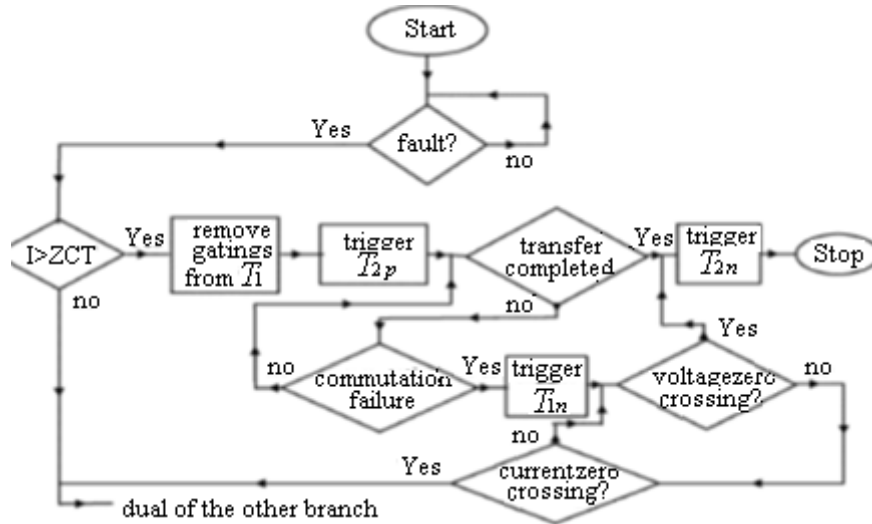 Start
Yes
fault?
no
I>ZCT
Yes
no
remove
gatings
from T1
trigger
T2p
transfer
completed
Yes
no
trigger
T2n
Stop
no
commutation
failure
Yes
trigger
T1n
voltagezero
crossing?
Yes
no
no
currentzero
crossing?
Yes
dual of the other branch